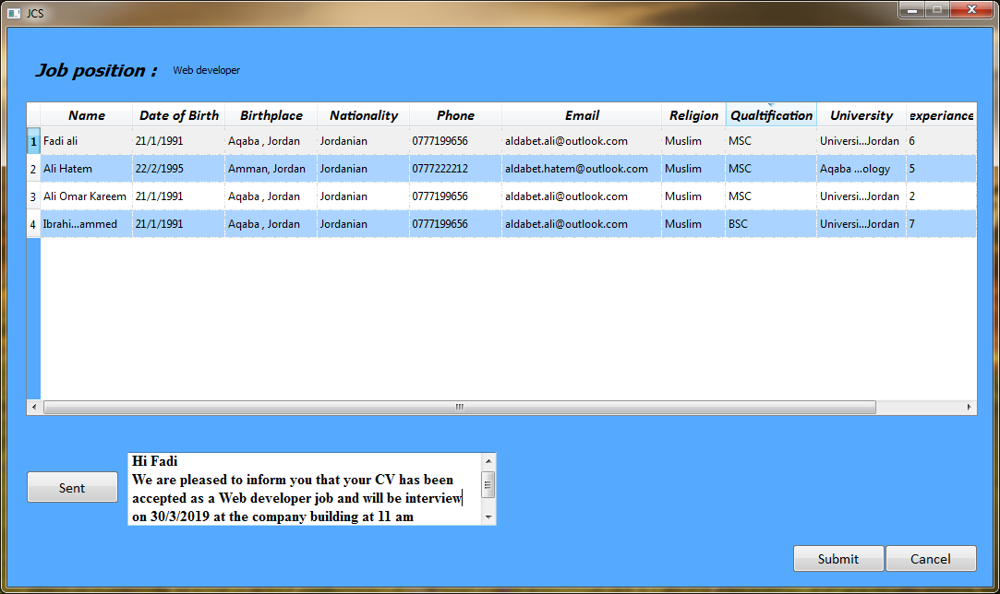 JCS
Job position : Web developer
Name Date of Birth Birthplace Nationality Phone Email Religion Qualtification University experiance
1 Fadi ali 21/1/1991 Aqaba , Jordan Jordanian 0777199656 aldabet.ali@outlook.com Muslim MSC Universi...Jordan 6
2 Ali Hatem 22/2/1995 Amman, Jordan Jordanian 0777222212 aldabet.hatem@outlook.com Muslim MSC Aqaba ...ology 5
3 Ali Omar Kareem 21/1/1991 Aqaba , Jordan Jordanian 0777199656 aldabet.ali@outlook.com Muslim MSC Universi...Jordan 2
4 Ibrahi...ammed 21/1/1991 Aqaba , Jordan Jordanian 0777199656 aldabet.ali@outlook.com Muslim BSC Universi...Jordan 7
Sent
Hi Fadi
We are pleased to inform you that your CV has been
accepted as a Web developer job and will be interview
on 30/3/2019 at the company building at 11 am
Submit Cancel